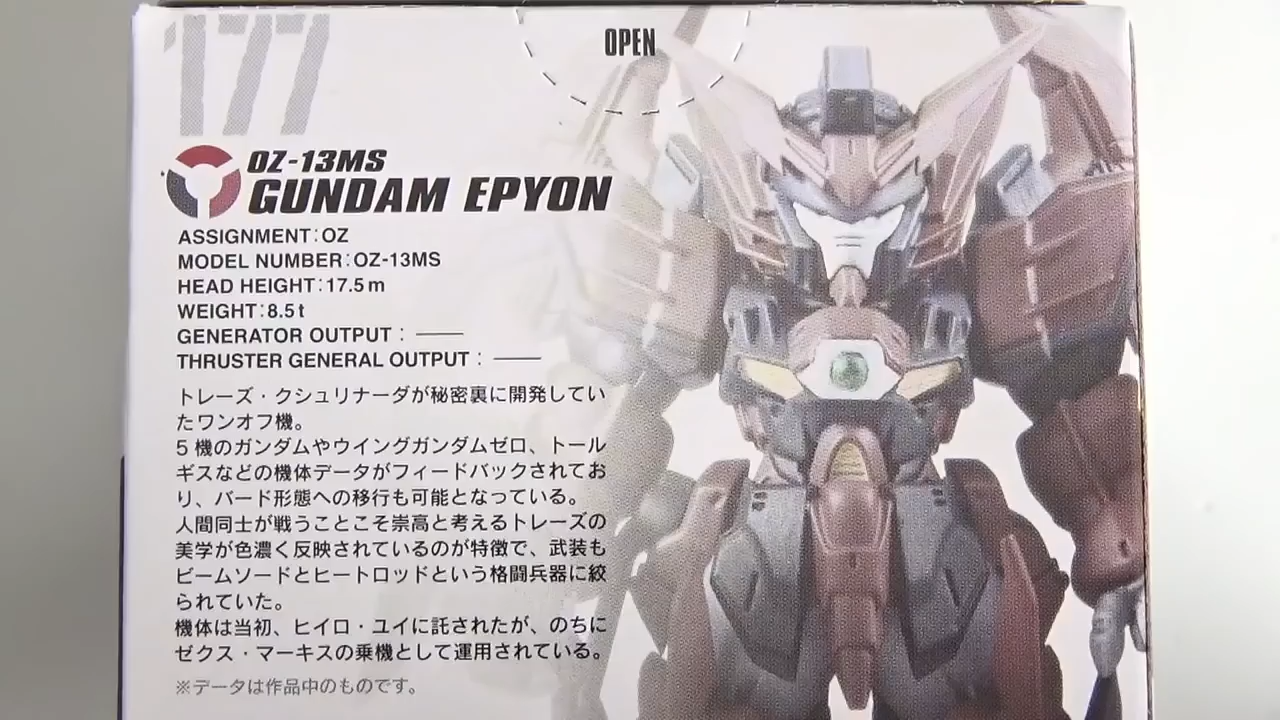 177
OPEN
OZ-13MS
GUNDAM EPYON
ASSIGNMENT:OZ
MODEL NUMBER:OZ-13MS
HEAD HEIGHT:17.5m
WEIGHT:8.5t
GENERATOR OUTPUT : ——
THRUSTER GENERAL OUTPUT : ——
トレーズ・クシュリナーダが秘密裏に開発してい
たワンオフ機。
5機のガンダムやウイングガンダムゼロ、トール
ギスなどの機体データがフィードバックされてお
り、バード形態への移行も可能となっている。
人間同士が戦うことこそ崇高と考えるトレーズの
美学が色濃く反映されているのが特徴で、武装も
ビームソードとヒートロッドという格闘兵器に絞
られていた。
機体は当初、ヒイロ・ユイに託されたが、のちに
ゼクス・マーキスの乗機として運用されている。
※データは作品中のものです。